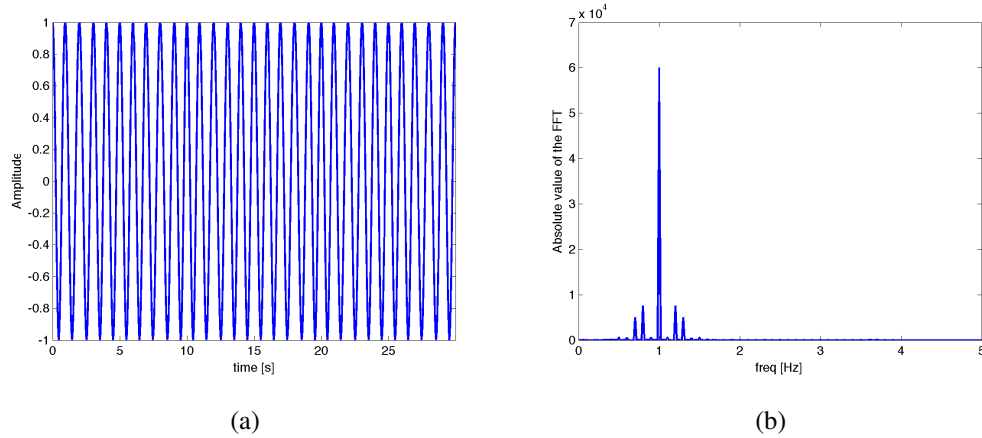 1
0.8
0.6
0.4
0.2
0
-0.2
-0.4
-0.6
-0.8
-1
Amplitude
0 5 10 15 20 25
time [s]
(a)
x 10^4
7
6
5
4
3
2
1
0
Absolute value of the FFT
0 1 2 3 4 5
freq [Hz]
(b)